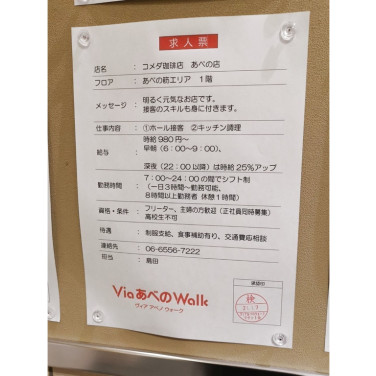 求人票
店名 : コメダ珈琲店 あべの店
フロア : あべの筋エリア 1階
メッセージ : 明るく元気なお店です。
接客のスキルも身に付きます。
仕事内容 : ①ホール接客 ②キッチン調理
給与 : 時給980円~
早朝(6:00~9:00)、
深夜(22:00以降)は時給25%アップ
勤務時間 : 7:00~24:00の間でシフト制
(一日3時間~勤務可能。
8時間以上勤務者 休憩1時間)
資格・条件 : フリーター、主婦の方歓迎(正社員同時募集)
高校生不可
待遇 : 制服支給、食事補助有り、交通費応相談
連絡先 : 06-6556-7222
担当 : 島田
Viaあべの Walk
ヴィア アベノ ウォーク
承認印